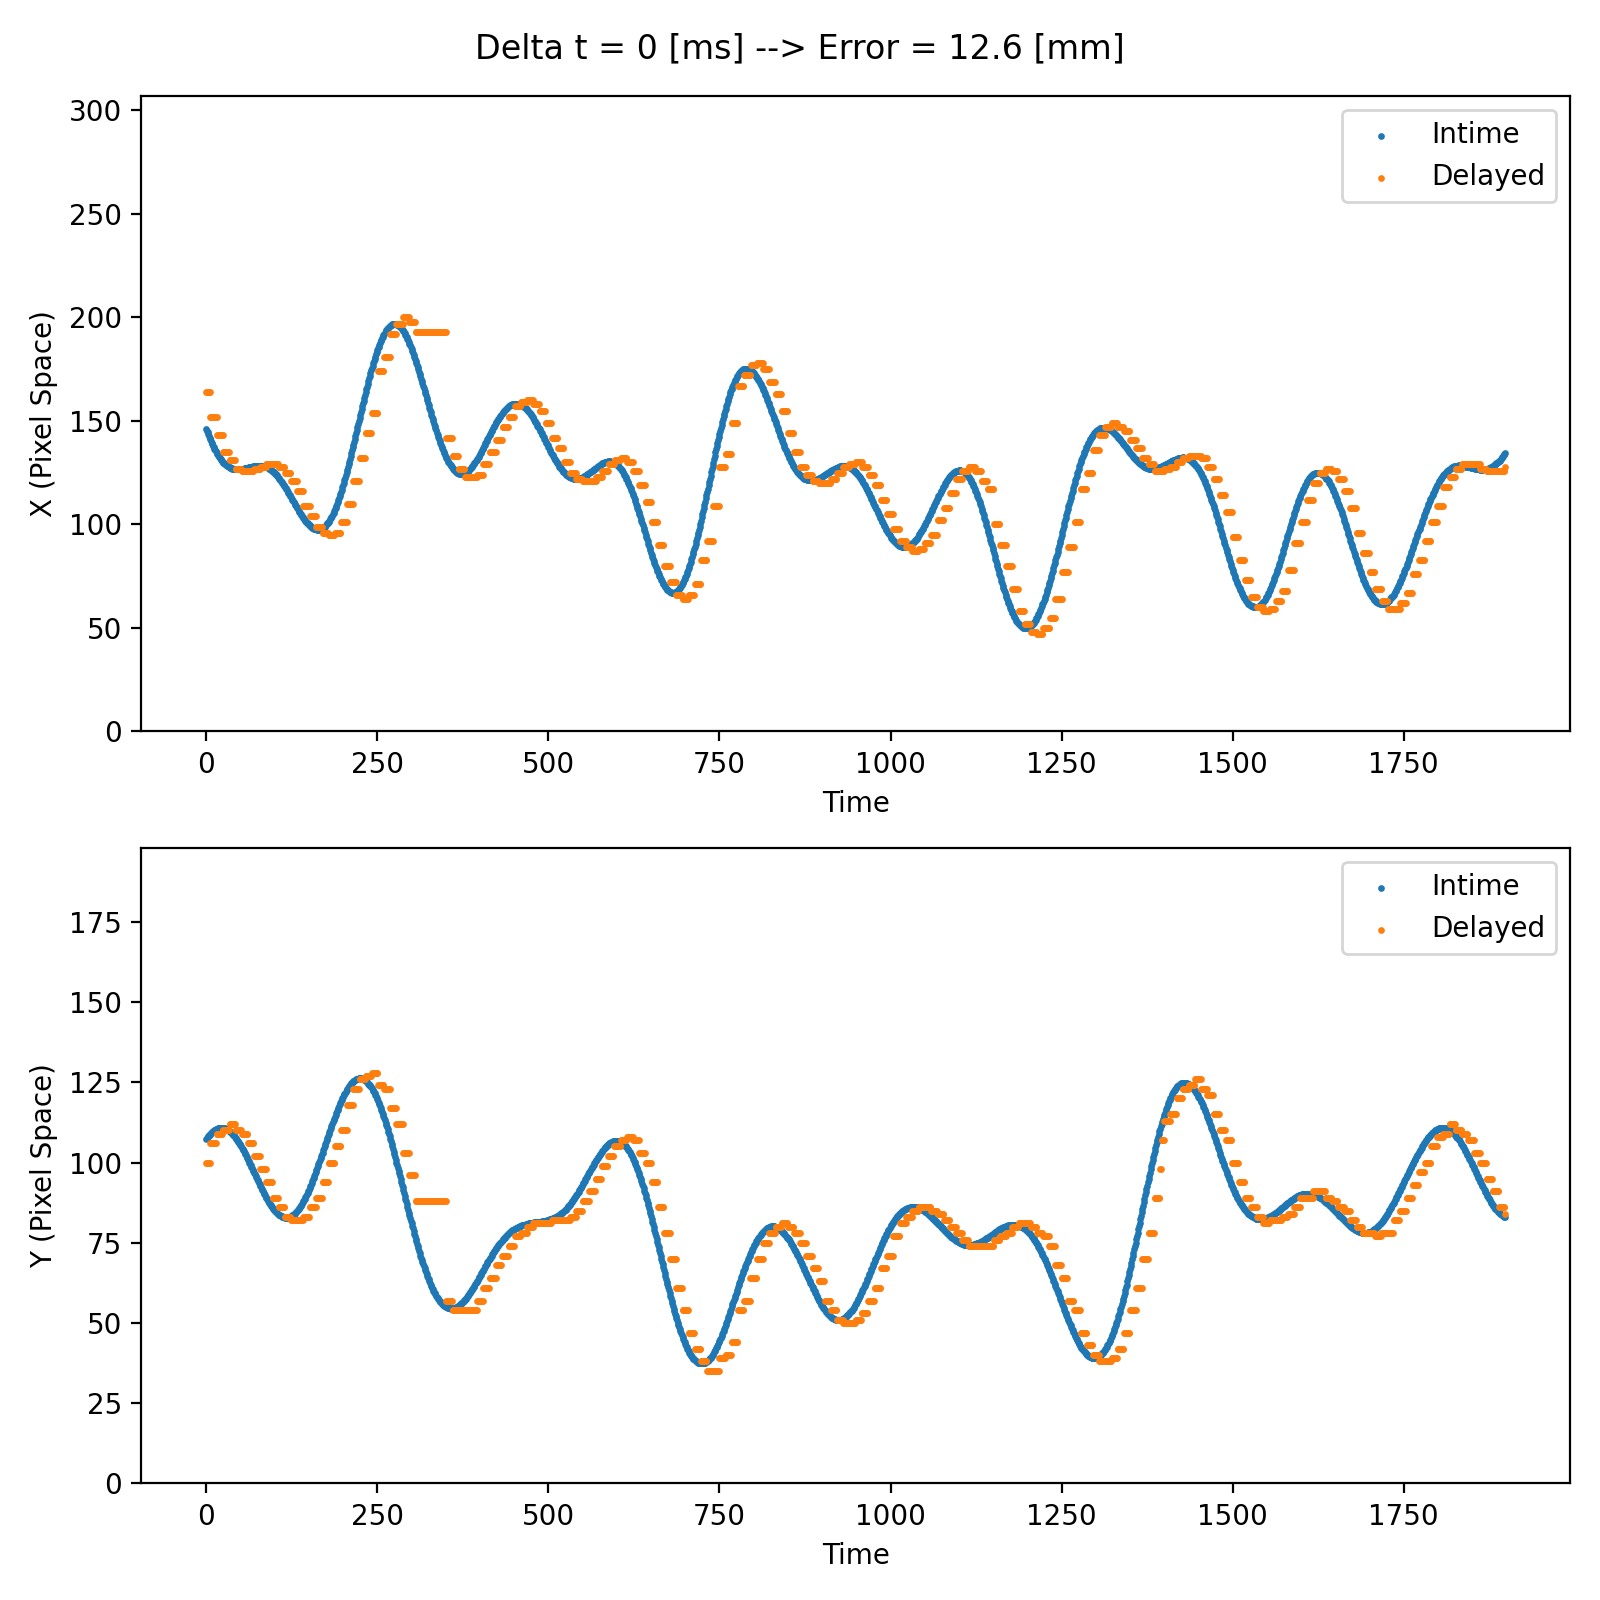 Delta t = 0 [ms] --> Error = 12.6 [mm]
300
250
200
150
100
50
0
X (Pixel Space)
Intime
Delayed
0 250 500 750 1000 1250 1500 1750
Time
175
150
125
100
75
50
25
0
Y (Pixel Space)
Intime
Delayed
0 250 500 750 1000 1250 1500 1750
Time